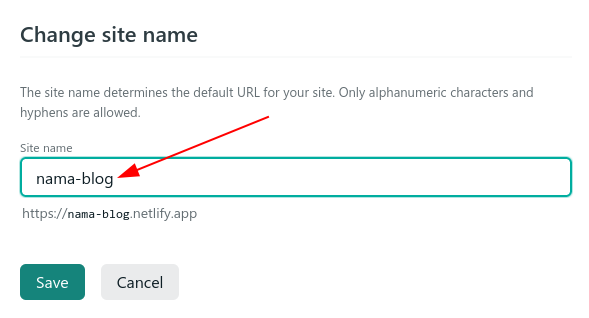 Change site name
The site name determines the default URL for your site. Only alphanumeric characters and
hyphens are allowed.
Site name
nama-blog
https://nama-blog.netlify.app
Save Cancel